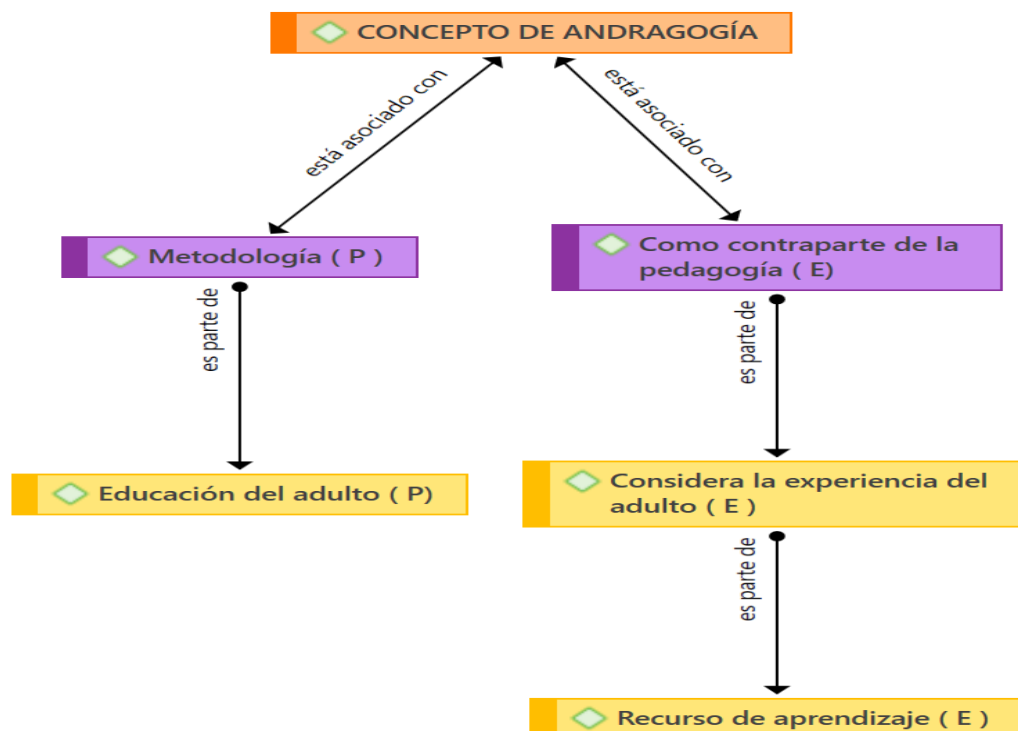 CONCEPTO DE ANDRAGOGÍA
está asociado con
está asociado con
Metodología ( P )
Como contraparte de la
pedagogía ( E)
es parte de
es parte de
Educación del adulto ( P)
Considera la experiencia del
adulto ( E )
es parte de
Recurso de aprendizaje ( E )